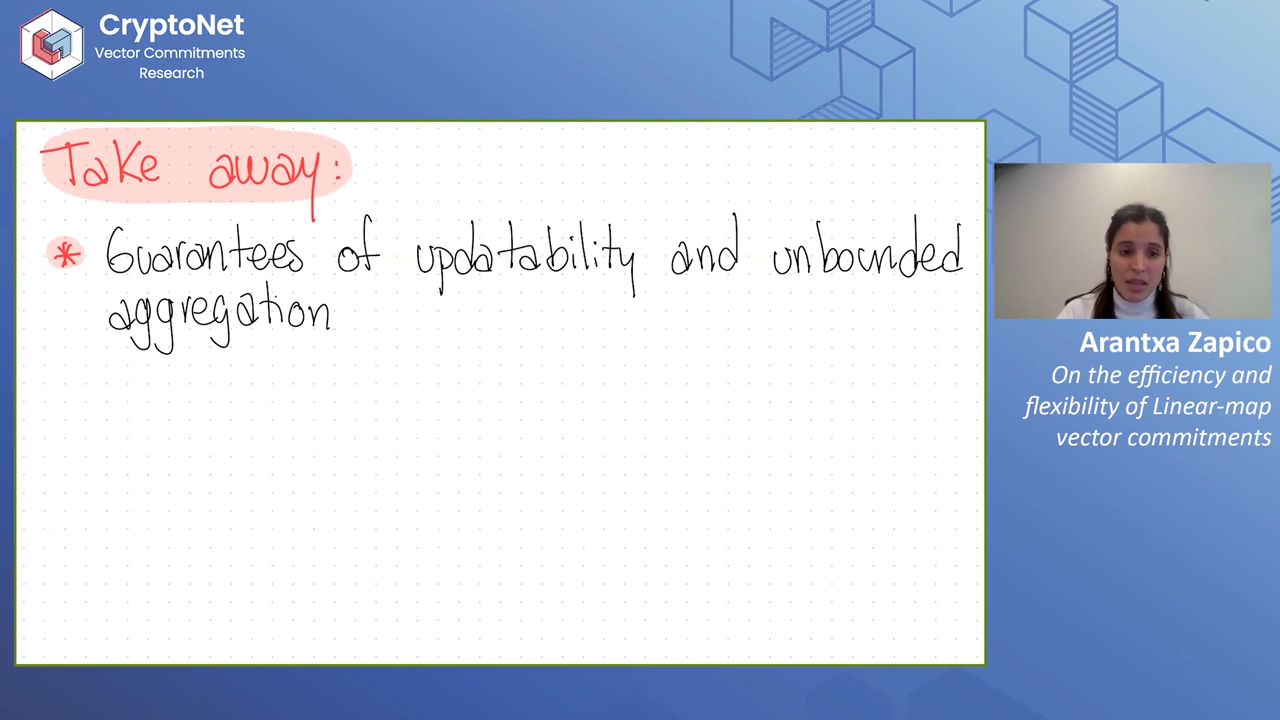 CryptoNet
Vector Commitments
Research
Take away:
* Guarantees of updatability and unbounded
aggregation
Arantxa Zapico
On the efficiency and
flexibility of Linear-map
vector commitments